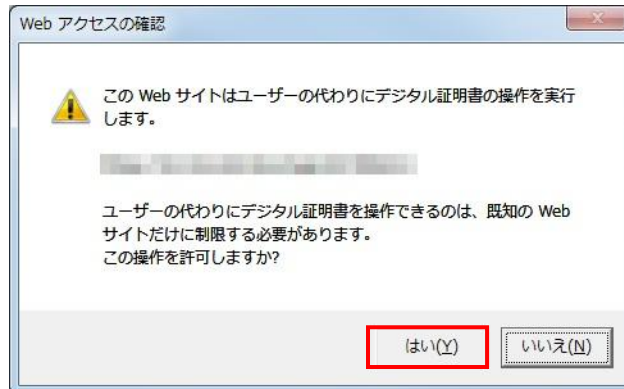 Web アクセスの確認
この Web サイトはユーザーの代わりにデジタル証明書の操作を実行
します。
ユーザーの代わりにデジタル証明書を操作できるのは、既知の Web
サイトだけに制限する必要があります。
この操作を許可しますか?
はい(Y)
いいえ(N)